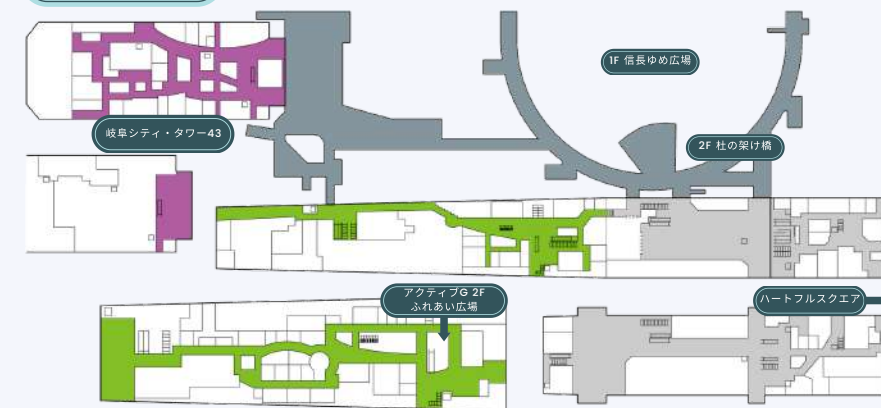 1F 信長ゆめ広場
岐阜シティ・タワー43
2F 杜の架け橋
アクティブG 2F
ふれあい広場
ハートフルスクエア